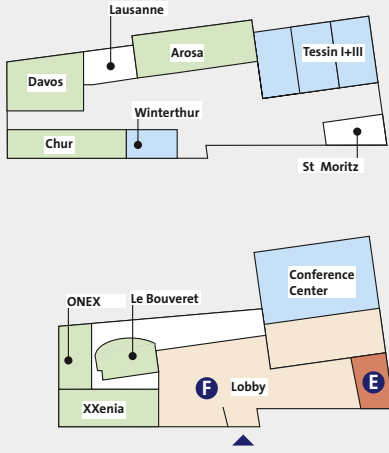 Lausanne
Arosa
Tessin I+III
Davos
Winterthur
Chur
St Moritz
Conference
Center
ONEX
Le Bouveret
F
Lobby
E
XXenia